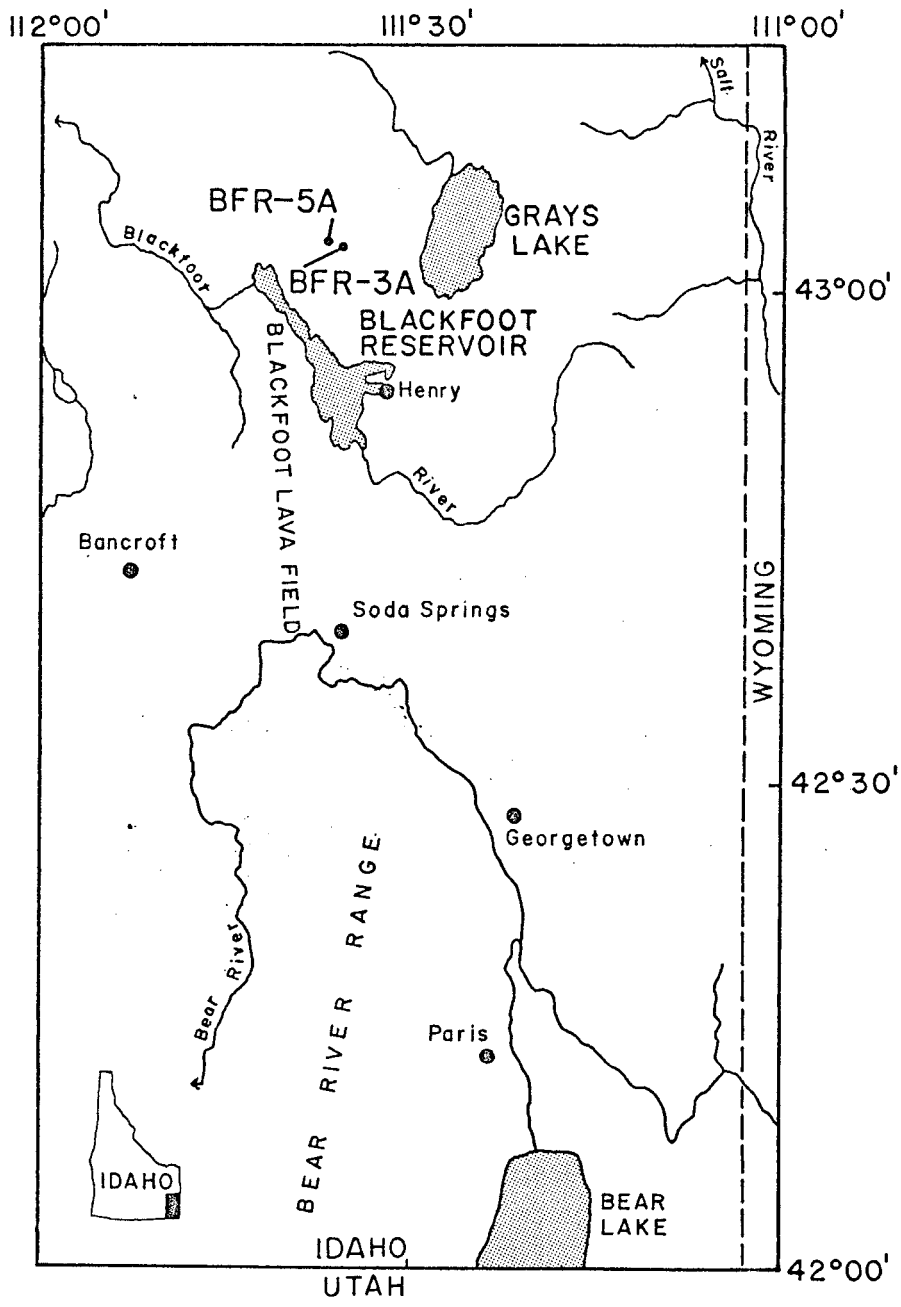 112°00' 111°30' 111°00'
Salt
River
BFR-5A
GRAYS
LAKE
Blackfoot
BFR-3A
43°00'
BLACKFOOT
RESERVOIR
Henry
BLACKFOOT LAVA FIELD
River
Bancroft
WYOMING
Soda Springs
42°30'
Georgetown
BEAR RIVER RANGE
Bear River
Paris
IDAHO
BEAR
LAKE
IDAHO
UTAH
42°00'